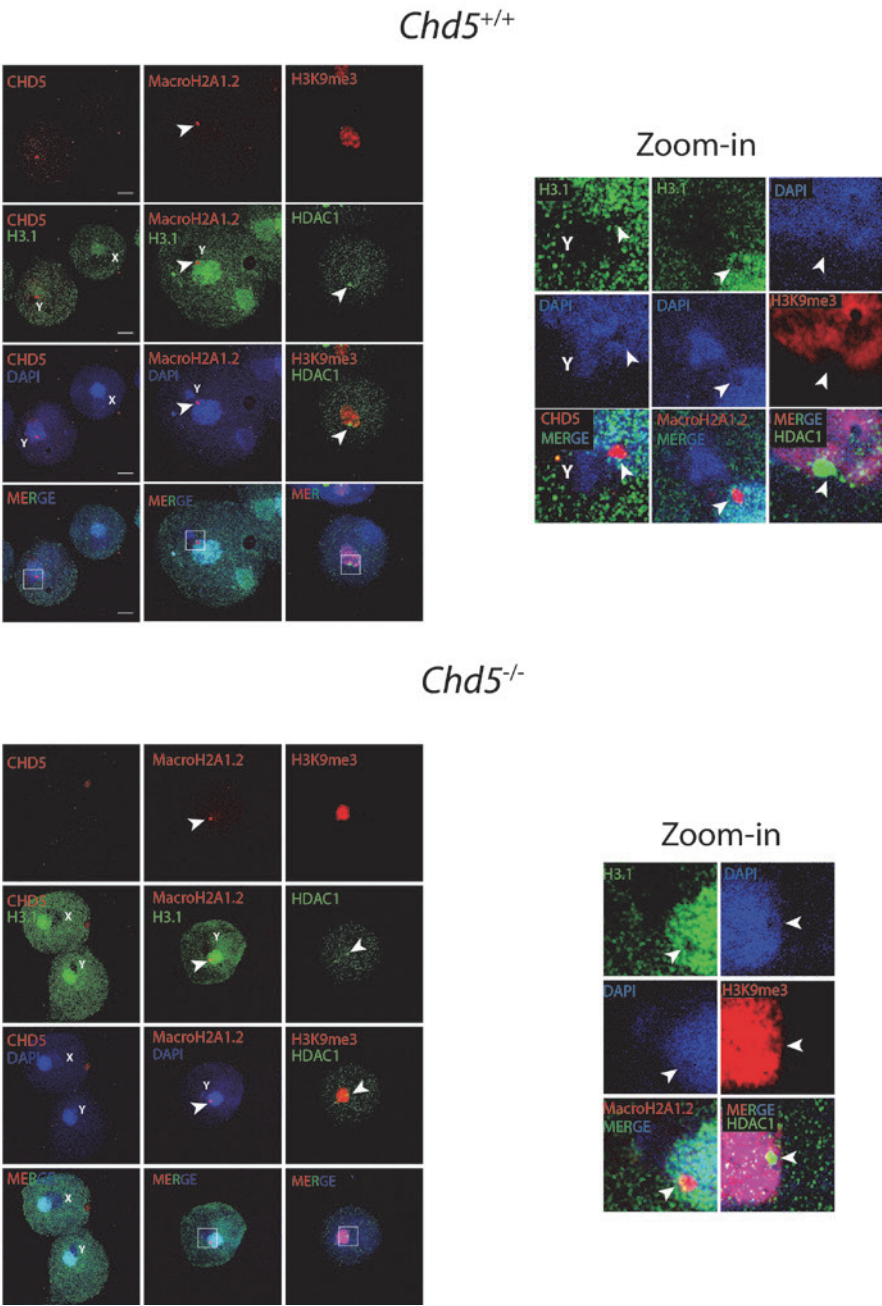 Chd5+/+
CHD5
MacroH2A1.2
H3K9me3
CHD5
H3.1
X
Y
MacroH2A1.2
H3.1
Y
HDAC1
CHD5
DAPI
X
Y
MacroH2A1.2
DAPI
Y
H3K9me3
HDAC1
MERGE
MERGE
MER
Zoom-in
H3.1
Y
H3.1
DAPI
DAPI
Y
DAPI
H3K9me3
CHD5
MERGE
Y
MacroH2A1.2
MERGE
MERGE
HDAC1
Chd5-/-
CHD5
MacroH2A1.2
H3K9me3
CHD5
H3.1
X
Y
MacroH2A1.2
H3.1
Y
HDAC1
CHD5
DAPI
X
Y
MacroH2A1.2
DAPI
Y
H3K9me3
HDAC1
MERGE
X
Y
MERGE
MERGE
Zoom-in
H3.1
DAPI
DAPI
H3K9me3
MacroH2A1.2
MERGE
MERGE
HDAC1